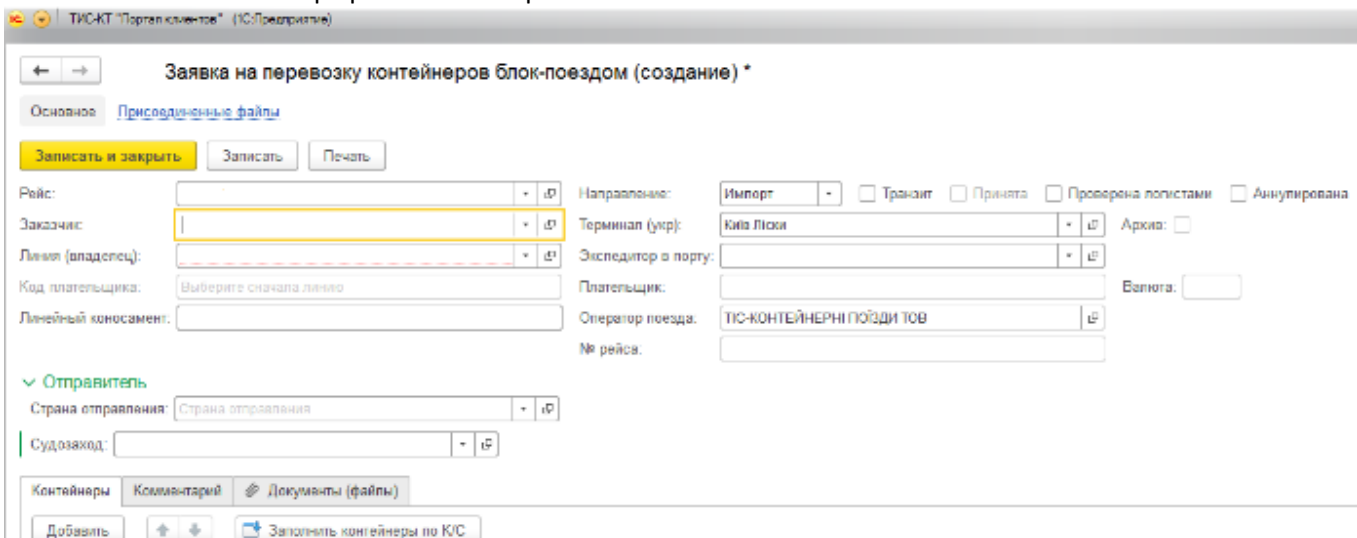 ТИС-КТ "Портал клиентов" (1С:Предприятие)
Заявка на перевозку контейнеров блок-поездом (создание) *
Основное Присоединенные файлы
Записать и закрыть Записать Печать
Рейс: Направление: Импорт Транзит Принята Проверена логистами Аннулирована
Заказчик: Терминал (укр): Київ Ліски Архив:
Линия (владелец): Экспедитор в порту:
Код плательщика: Выберите сначала линию Плательщик: Валюта:
Линейный коносамент: Оператор поезда: ТІС-КОНТЕЙНЕРНІ ПОЇЗДИ ТОВ
№ рейса:
Отправитель
Страна отправления: Страна отправления
Судозаход:
Контейнеры Комментарий Документы (файлы)
Добавить Заполнить контейнеры по К/С